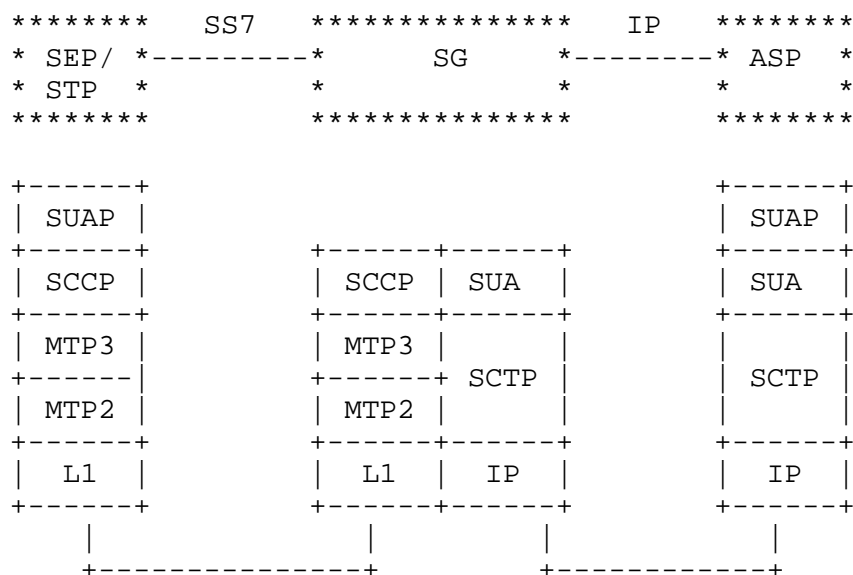 ********     SS7     ***************     IP     ********
* SEP/ *-----------*       SG      *--------* ASP  *
* STP  *             *             *            *      *
********             ***************            ********
+------+                                        +------+
| SUAP |                                        | SUAP |
+------+             +------+------+            +------+
| SCCP |             | SCCP | SUA  |            | SUA  |
+------+             +------+------+            +------+
| MTP3 |             | MTP3 |      |            |      |
+------|             +------+ SCTP |            | SCTP |
| MTP2 |             | MTP2 |      |            |      |
+------+             +------+------+            +------+
|  L1  |             |  L1  |  IP  |            |  IP  |
+------+             +------+------+            +------+
    |                   |         |            |
    +---------------+         +------------+